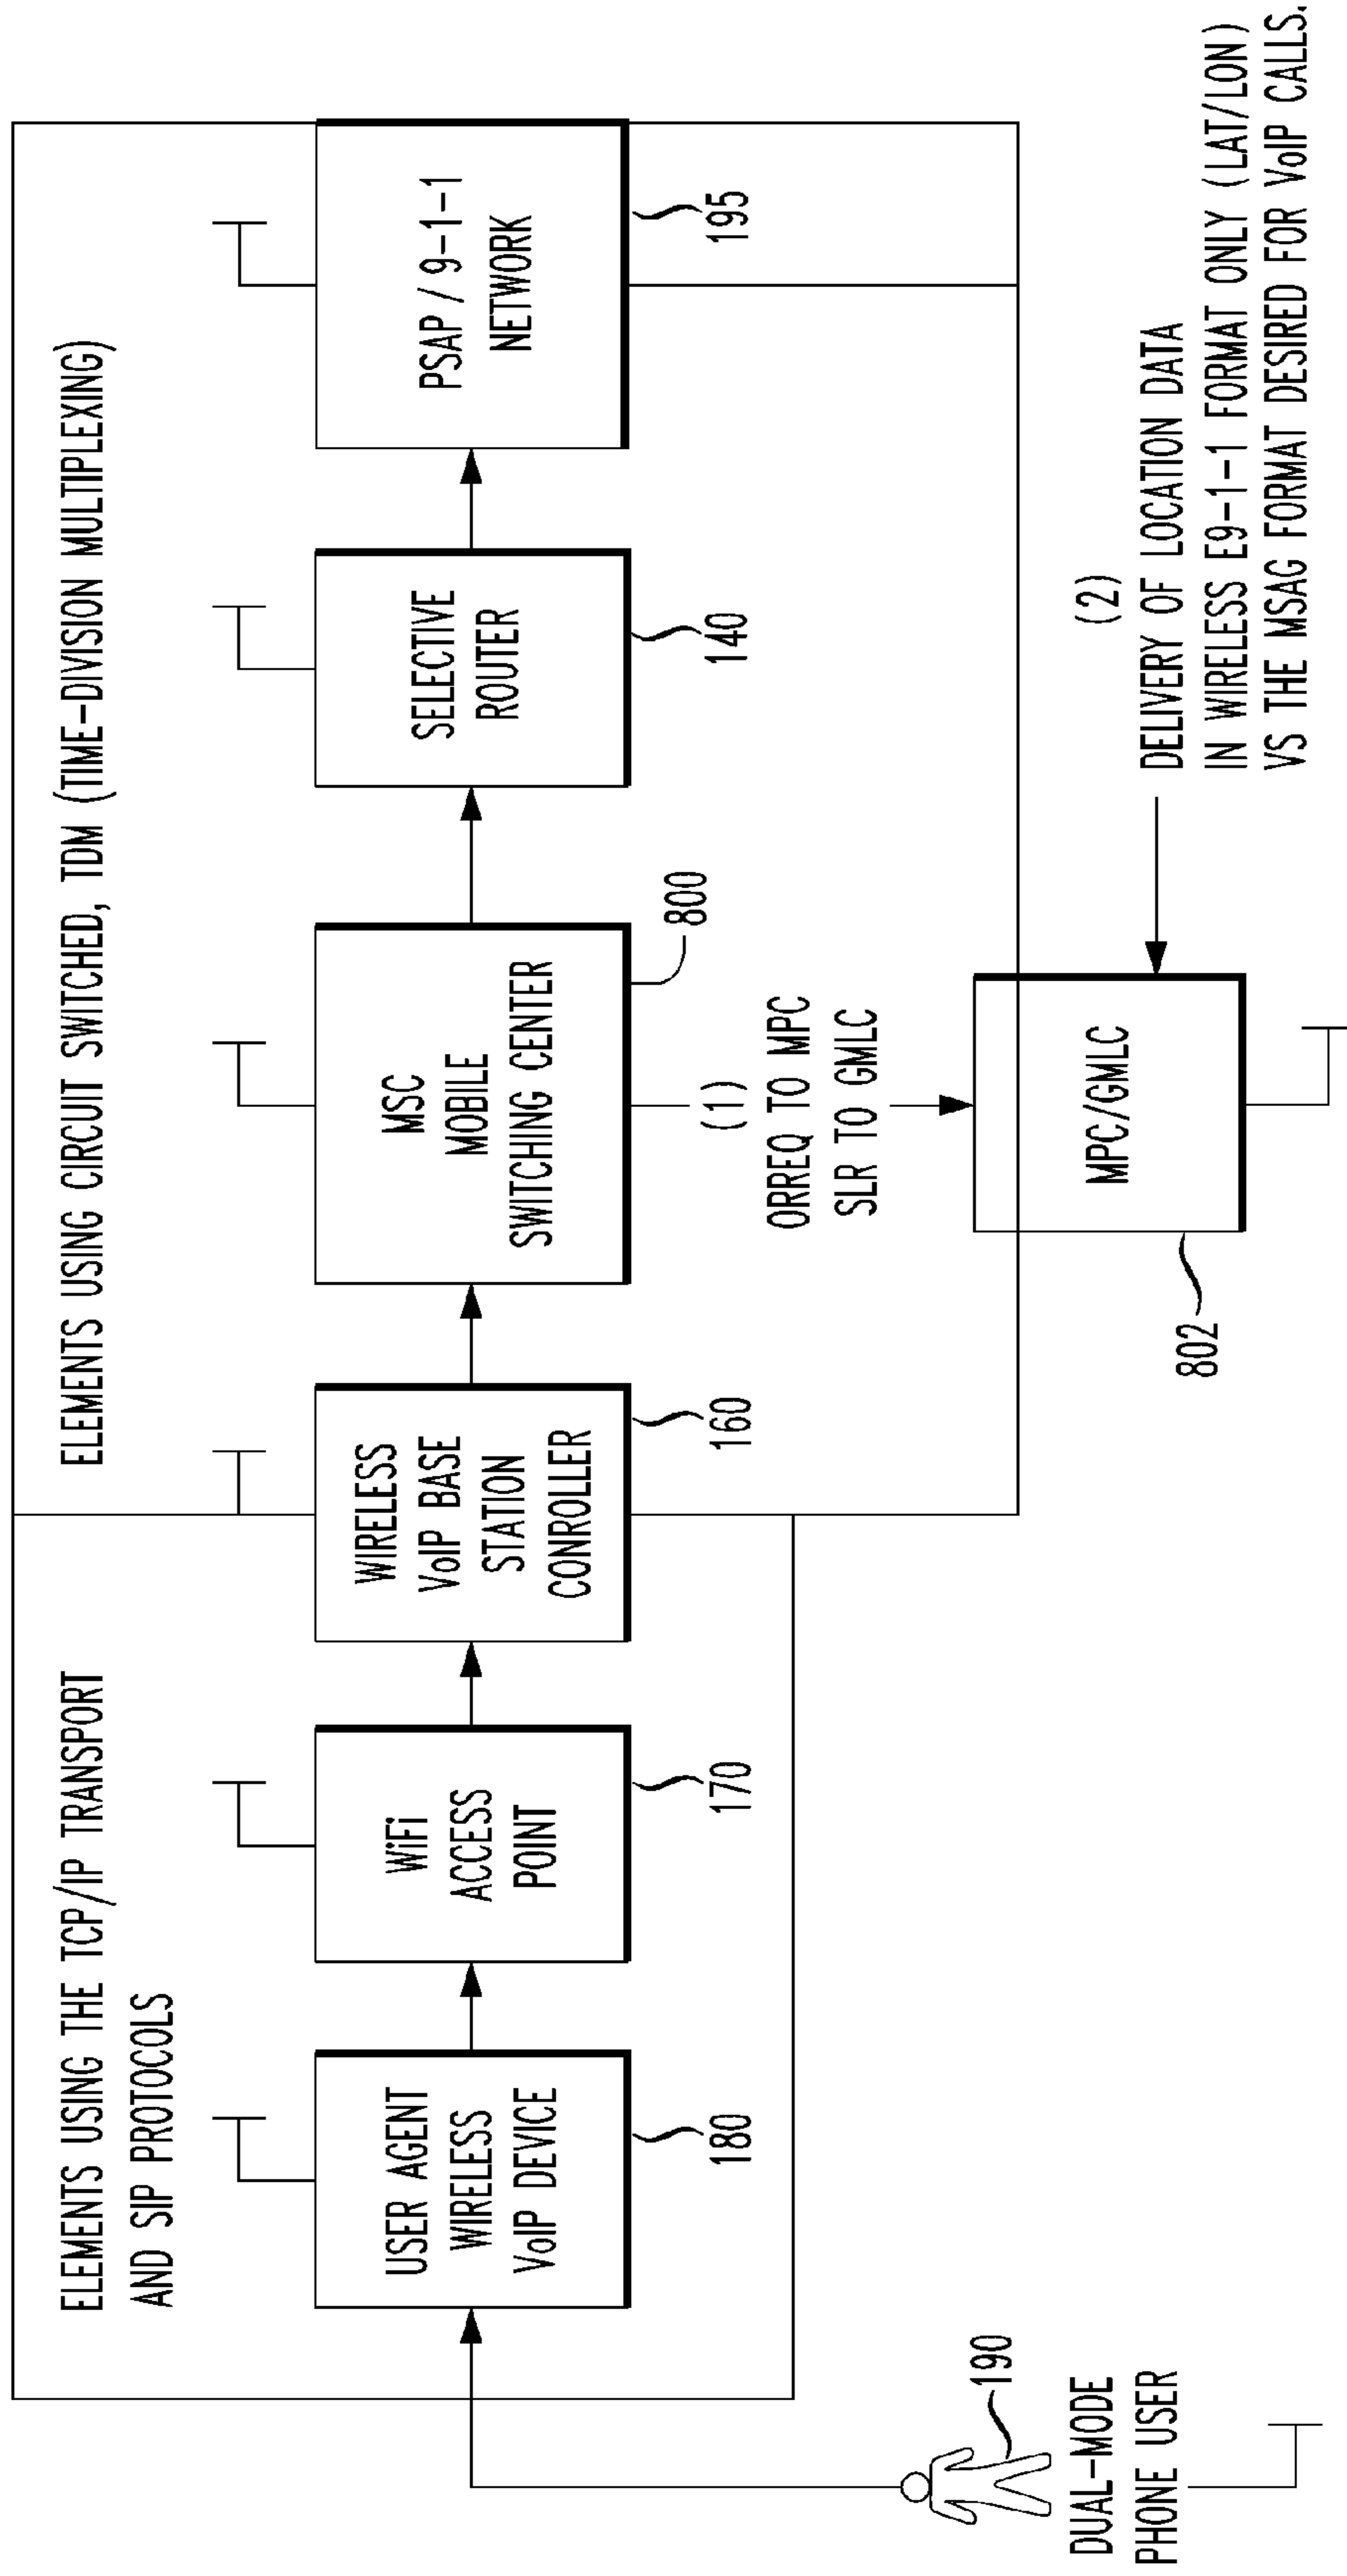 ELEMENTS USING THE TCP/IP TRANSPORT
AND SIP PROTOCOLS
ELEMENTS USING CIRCUIT SWITCHED, TDM (TIME-DIVISION MULTIPLEXING)
USER AGENT
WIRELESS
VoIP DEVICE
180
WiFi
ACCESS
POINT
170
WIRELESS
VoIP BASE
STATION
CONROLLER
160
MSC
MOBILE
SWITCHING CENTER
800
SELECTIVE
ROUTER
140
PSAP / 9-1-1
NETWORK
195
(1)
ORREQ TO MPC
SLR TO GMLC
MPC/GMLC
802
(2)
DELIVERY OF LOCATION DATA
IN WIRELESS E9-1-1 FORMAT ONLY (LAT/LON)
VS THE MSAG FORMAT DESIRED FOR VoIP CALLS.
190
DUAL-MODE
PHONE USER